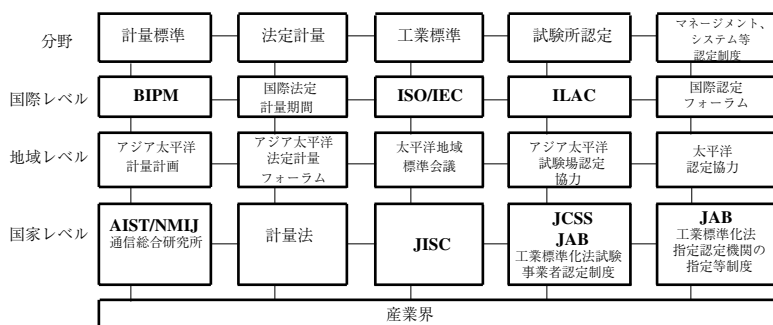 分野
計量標準
法定計量
工業標準
試験所認定
マネージメント、
システム等
認定制度
国際レベル
BIPM
国際法定
計量期間
ISO/IEC
ILAC
国際認定
フォーラム
地域レベル
アジア太平洋
計量計画
アジア太平洋
法定計量
フォーラム
太平洋地域
標準会議
アジア太平洋
試験場認定
協力
太平洋
認定協力
国家レベル
AIST/NMIJ
通信総合研究所
計量法
JISC
JCSS
JAB
工業標準化法試験
事業者認定制度
JAB
工業標準化法
指定認定機関の
指定等制度
産業界